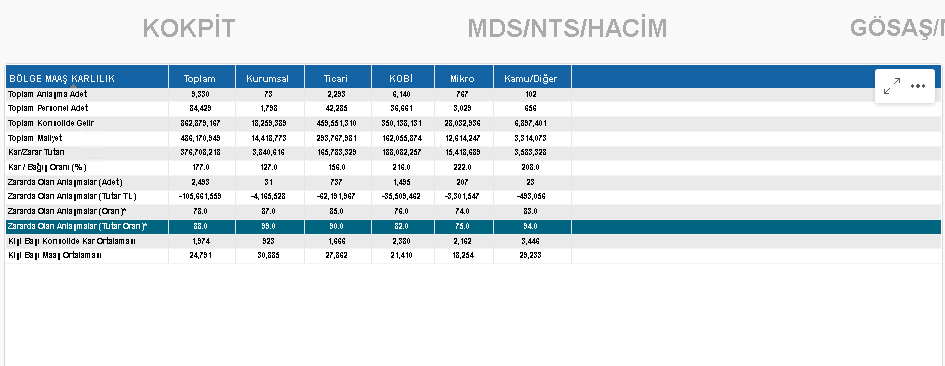 KOKPİT MDS/NTS/HACİM GÖSAŞ/
BÖLGE MAAŞ KARLILIK Toplam Kurumsal Ticari KOBİ Mikro Kamu/Diğer
Toplam Anlaşma Adet 9,330 73 2,293 6,140 767 102
Toplam Personel Adet 84,429 1,798 42,285 36,661 3,029 656
Toplam Konsolide Gelir 862,879,167 18,259,389 459,551,310 350,138,131 28,032,936 6,897,401
Toplam Maliyet 486,170,949 14,418,773 293,767,981 162,055,874 12,614,247 3,314,073
Kar/Zarar Tutarı 376,708,218 3,840,616 165,783,329 188,082,257 15,418,689 3,583,328
Kar / Bağış Oranı (%) 177.0 127.0 156.0 216.0 222.0 208.0
Zararda Olan Anlaşmalar (Adet) 2,493 31 737 1,495 207 23
Zararda Olan Anlaşmalar (Tutar TL) -105,661,559 -4,165,528 -62,191,967 -35,509,462 -3,301,547 -493,056
Zararda Olan Anlaşmalar (Oran)* 78.0 87.0 85.0 76.0 74.0 83.0
Zararda Olan Anlaşmalar (Tutar Oran)* 88.0 99.0 90.0 82.0 75.0 94.0
Kişi Başı Konsolide Kar Ortalaması 1,974 923 1,666 2,380 2,162 3,446
Kişi Başı Maaş Ortalaması 24,791 30,885 27,862 21,410 18,254 29,233